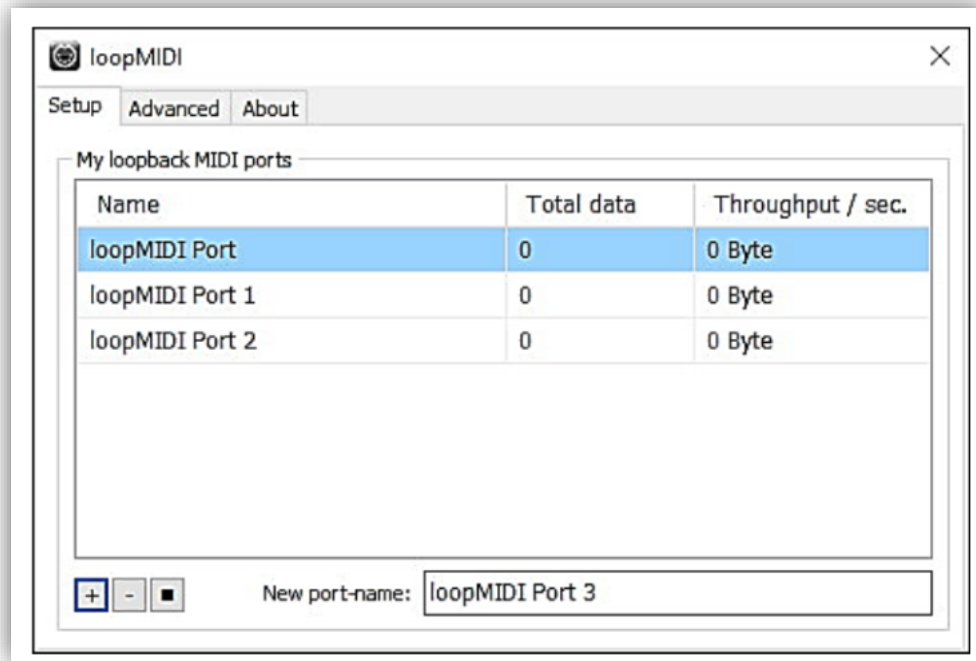 loopMIDI
Setup Advanced About
My loopback MIDI ports
Name Total data Throughput / sec.
loopMIDI Port 0 0 Byte
loopMIDI Port 1 0 0 Byte
loopMIDI Port 2 0 0 Byte
+ - New port-name: loopMIDI Port 3